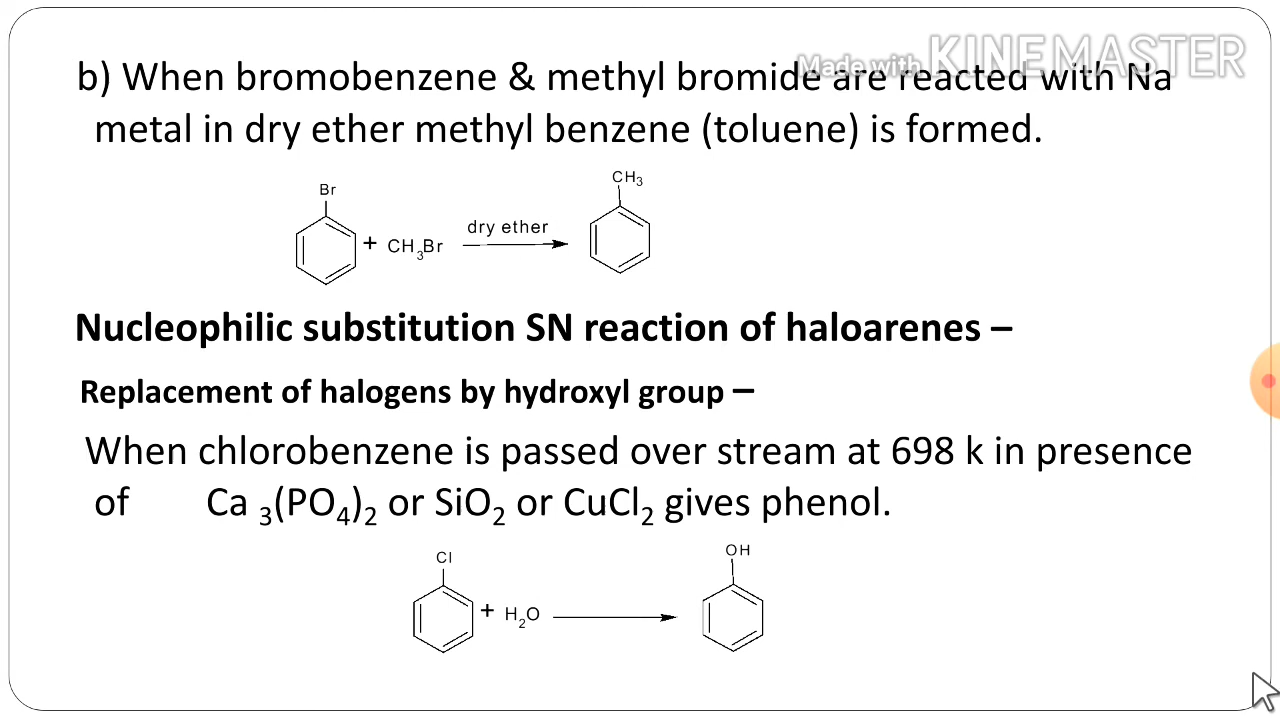 Made with KINEMASTER
b) When bromobenzene & methyl bromide are reacted with Na
metal in dry ether methyl benzene (toluene) is formed.
Br
CH₃
+ CH₃Br
dry ether
Nucleophilic substitution SN reaction of haloarenes –
Replacement of halogens by hydroxyl group –
When chlorobenzene is passed over stream at 698 k in presence
of Ca ₃(PO₄)₂ or SiO₂ or CuCl₂ gives phenol.
Cl
OH
+ H₂O